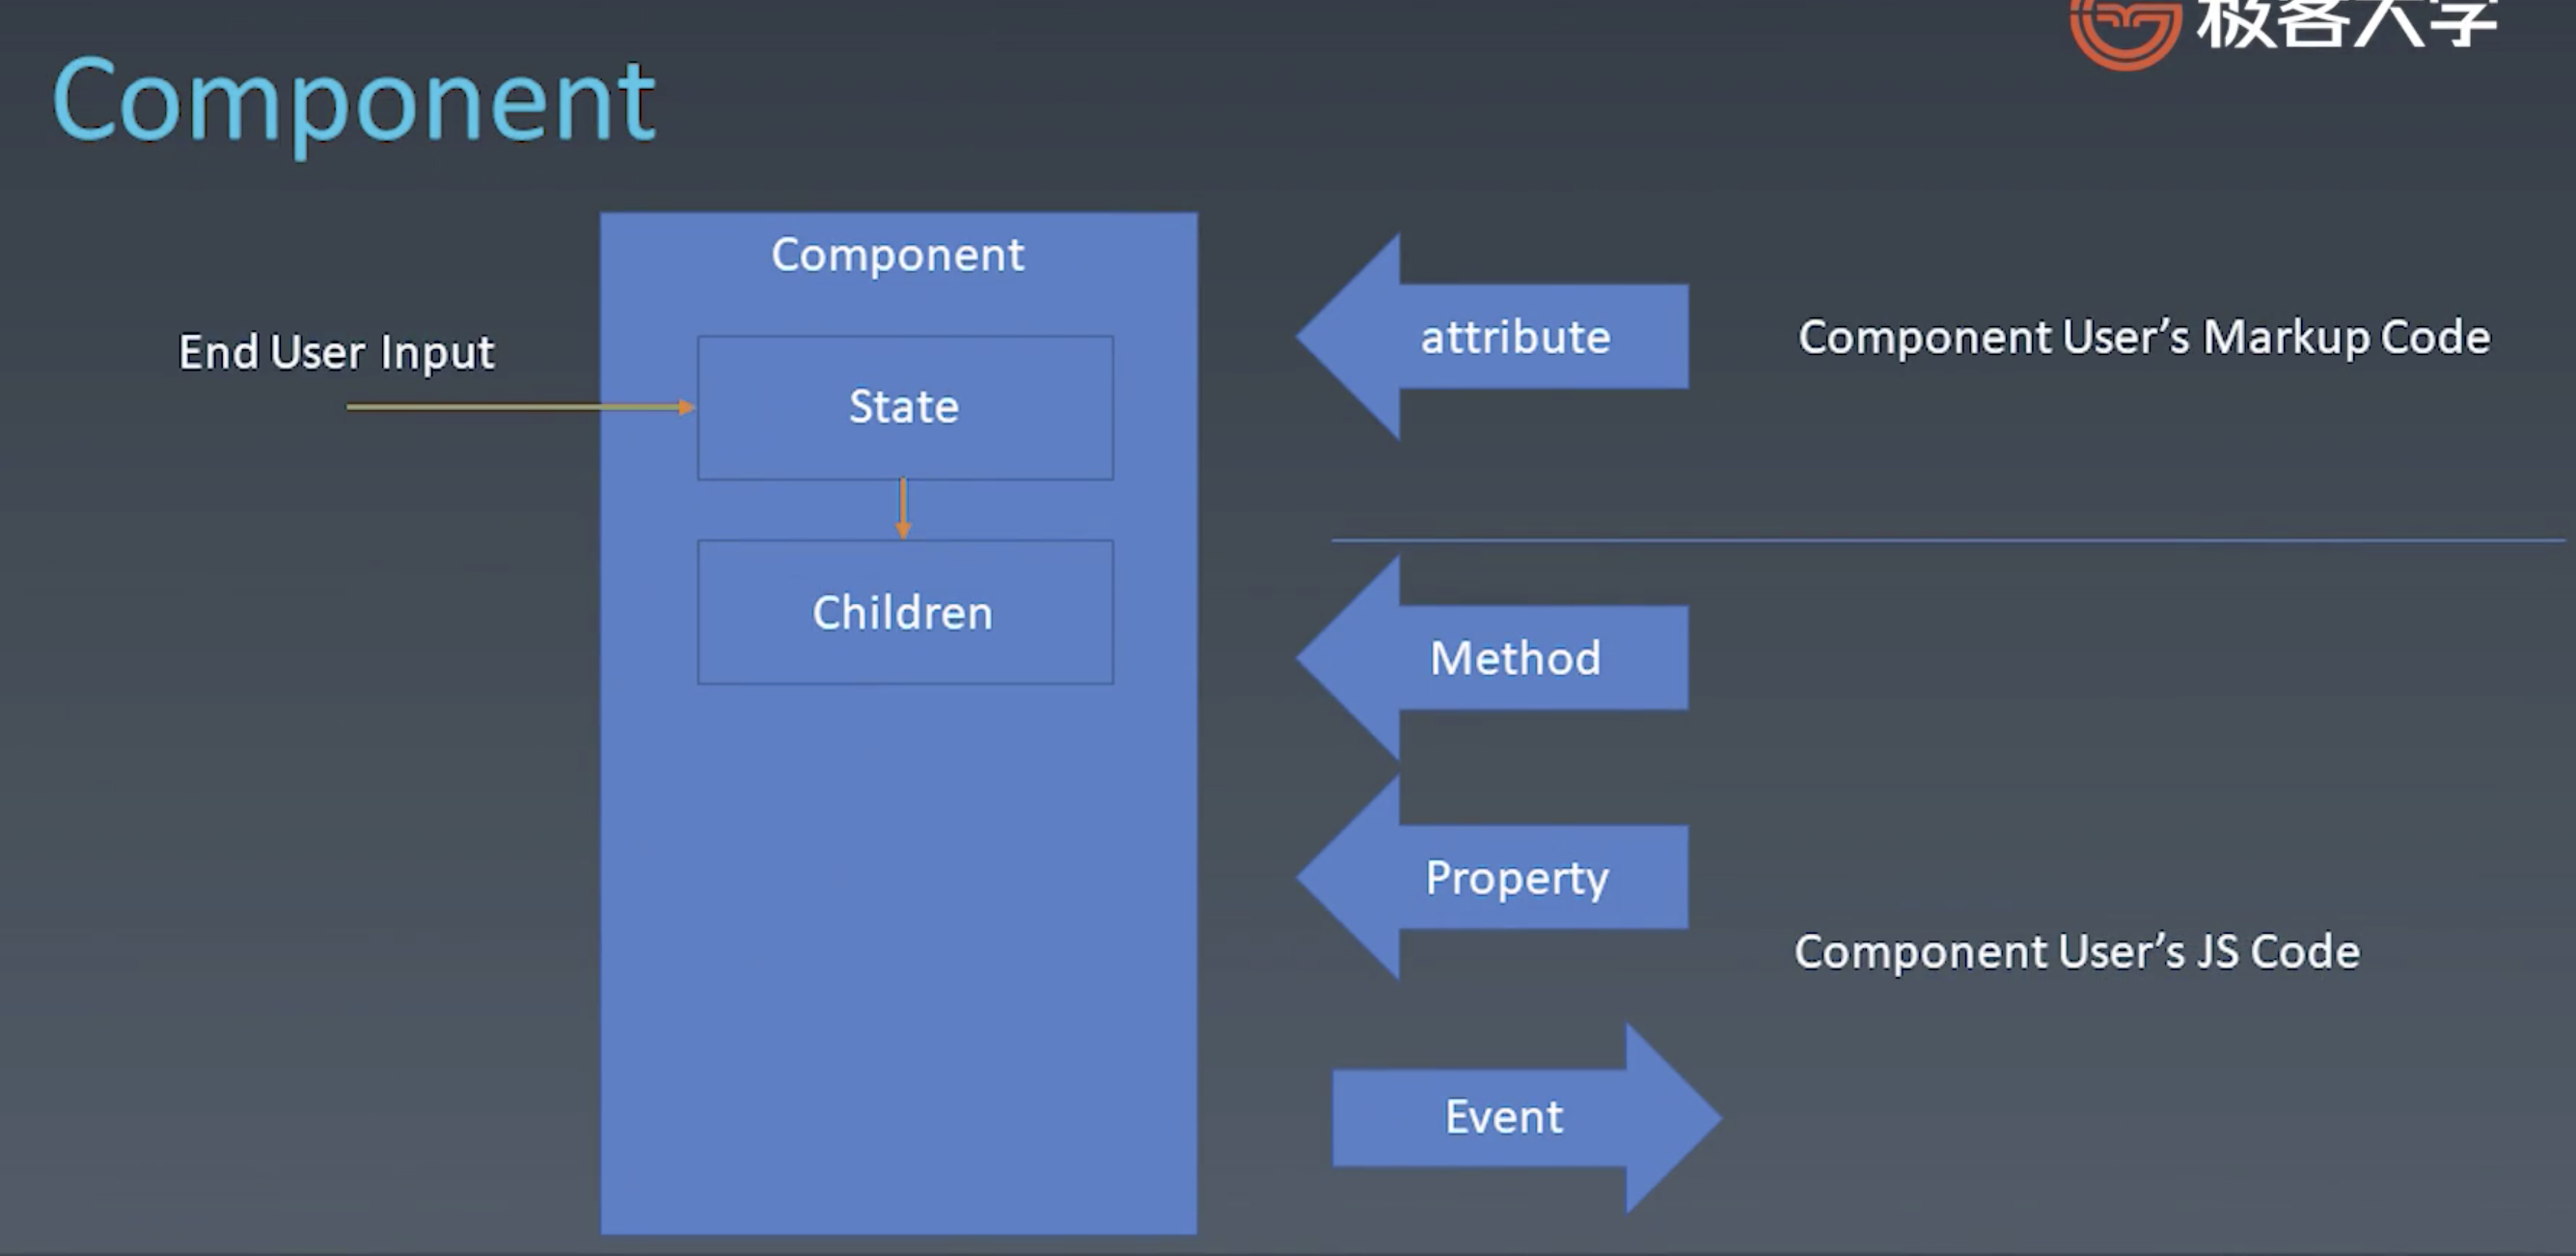 极客大学
Component
Component
End User Input
State
Children
attribute
Component User’s Markup Code
Method
Property
Component User’s JS Code
Event